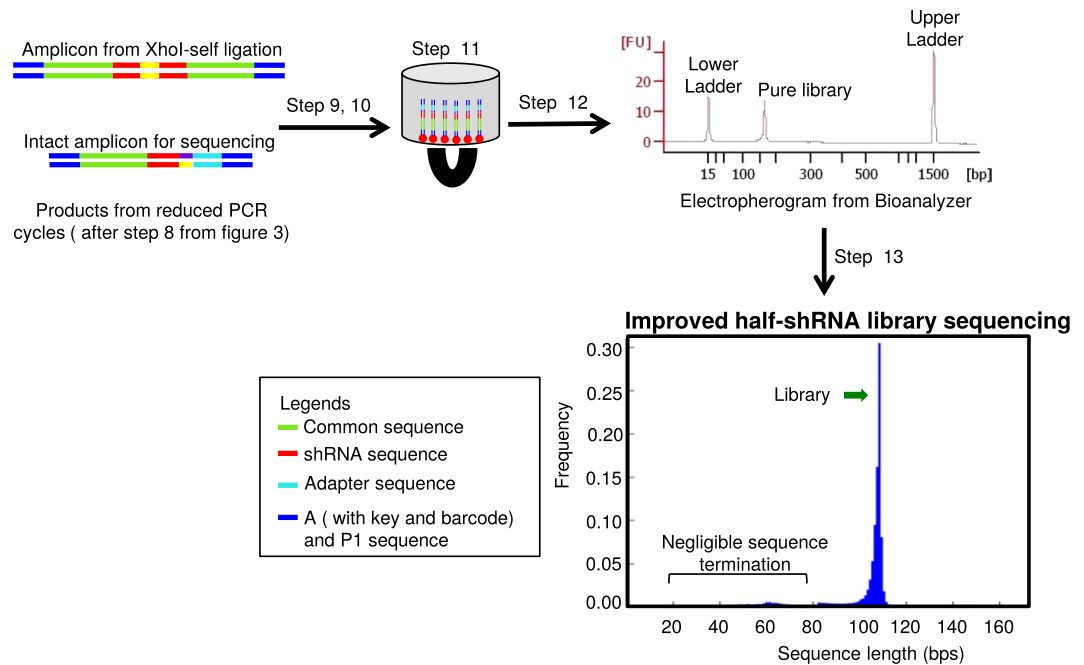 Amplicon from XhoI-self ligation
Intact amplicon for sequencing
Products from reduced PCR
cycles ( after step 8 from figure 3)
Step 9, 10
Step 11
Step 12
[FU]
20
10
0
Lower
Ladder
Pure library
Upper
Ladder
15 100 300 500 1500 [bp]
Electropherogram from Bioanalyzer
Step 13
Improved half-shRNA library sequencing
Frequency
0.30
0.25
0.20
0.15
0.10
0.05
0.00
Library
Negligible sequence
termination
20 40 60 80 100 120 140 160
Sequence length (bps)
Legends
Common sequence
shRNA sequence
Adapter sequence
A ( with key and barcode)
and P1 sequence